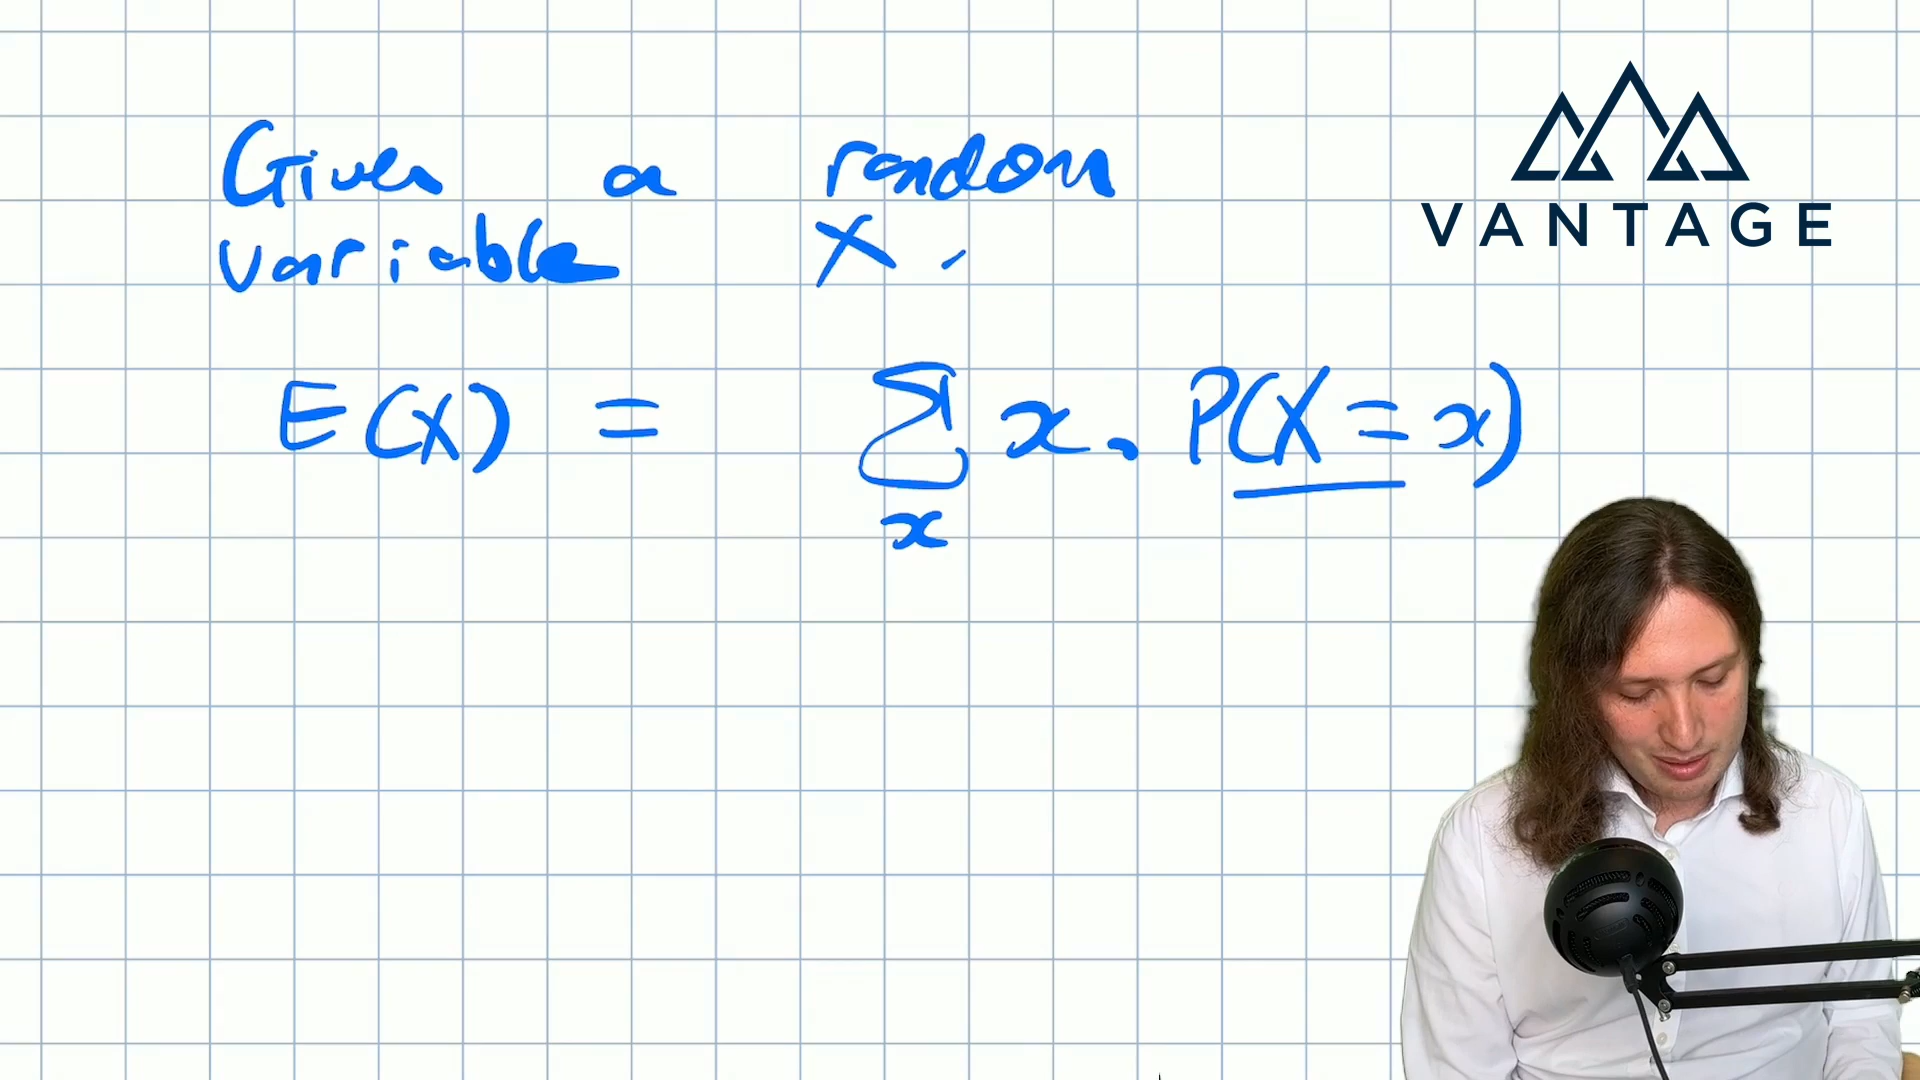 Given a random
variable X,
E(X) = ∑ x . P(X = x)
x
VANTAGE